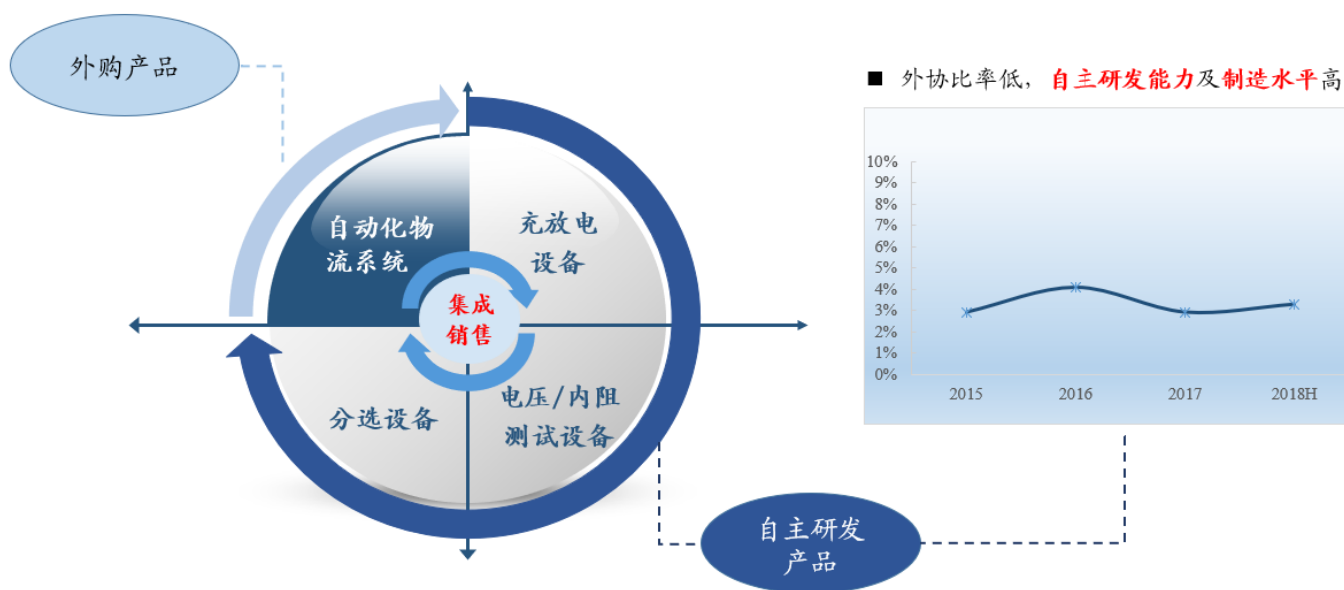 外购产品
■ 外协比率低，自主研发能力及制造水平高
自动化物
流系统
充放电
设备
集成
销售
分选设备
电压/内阻
测试设备
自主研发
产品
10%
9%
8%
7%
6%
5%
4%
3%
2%
1%
0%
2015
2016
2017
2018H